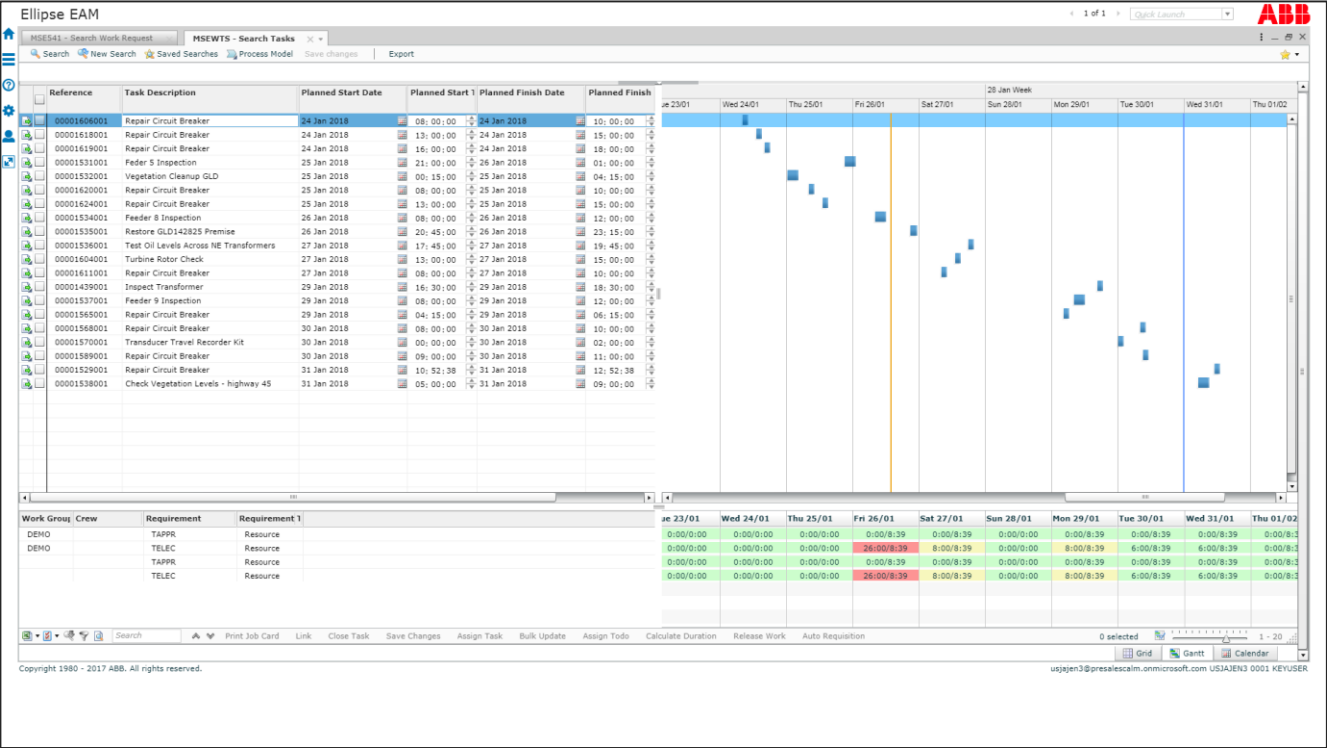 Ellipse EAM
1 of 1
Quick Launch
ABB
MSE541 - Search Work Request
MSEWTS - Search Tasks
Search New Search Saved Searches Process Model Save changes Export
28 Jan Week
Reference Task Description Planned Start Date Planned Start T Planned Finish Date Planned Finish
ue 23/01 Wed 24/01 Thu 25/01 Fri 26/01 Sat 27/01 Sun 28/01 Mon 29/01 Tue 30/01 Wed 31/01 Thu 01/02
00001606001 Repair Circuit Breaker 24 Jan 2018 08:00:00 24 Jan 2018 10:00:00
00001618001 Repair Circuit Breaker 24 Jan 2018 13:00:00 24 Jan 2018 15:00:00
00001619001 Repair Circuit Breaker 24 Jan 2018 16:00:00 24 Jan 2018 18:00:00
00001531001 Feder 5 Inspection 25 Jan 2018 21:00:00 26 Jan 2018 01:00:00
00001532001 Vegetation Cleanup GLD 25 Jan 2018 00:15:00 25 Jan 2018 04:15:00
00001620001 Repair Circuit Breaker 25 Jan 2018 08:00:00 25 Jan 2018 10:00:00
00001624001 Repair Circuit Breaker 25 Jan 2018 13:00:00 25 Jan 2018 15:00:00
00001534001 Feeder 8 Inspection 26 Jan 2018 08:00:00 26 Jan 2018 12:00:00
00001535001 Restore GLD142825 Premise 26 Jan 2018 20:45:00 26 Jan 2018 23:15:00
00001536001 Test Oil Levels Across NE Transformers 27 Jan 2018 17:45:00 27 Jan 2018 19:45:00
00001604001 Turbine Rotor Check 27 Jan 2018 13:00:00 27 Jan 2018 15:00:00
00001611001 Repair Circuit Breaker 27 Jan 2018 08:00:00 27 Jan 2018 10:00:00
00001439001 Inspect Transformer 29 Jan 2018 16:30:00 29 Jan 2018 18:30:00
00001537001 Feeder 9 Inspection 29 Jan 2018 08:00:00 29 Jan 2018 12:00:00
00001565001 Repair Circuit Breaker 29 Jan 2018 04:15:00 29 Jan 2018 06:15:00
00001568001 Repair Circuit Breaker 30 Jan 2018 08:00:00 30 Jan 2018 10:00:00
00001570001 Transducer Travel Recorder Kit 30 Jan 2018 00:00:00 30 Jan 2018 02:00:00
00001589001 Repair Circuit Breaker 30 Jan 2018 09:00:00 30 Jan 2018 11:00:00
00001529001 Repair Circuit Breaker 31 Jan 2018 10:52:38 31 Jan 2018 12:52:38
00001538001 Check Vegetation Levels - highway 45 31 Jan 2018 05:00:00 31 Jan 2018 09:00:00
Work Group Crew Requirement Requirement T ue 23/01 Wed 24/01 Thu 25/01 Fri 26/01 Sat 27/01 Sun 28/01 Mon 29/01 Tue 30/01 Wed 31/01 Thu 01/02
DEMO TAPPR Resource 0:00/0:00 0:00/0:00 0:00/0:00 0:00/8:39 0:00/8:39 0:00/0:00 0:00/8:39 0:00/8:39 0:00/8:39 0:00/8:3
DEMO TELEC Resource 0:00/0:00 0:00/0:00 0:00/0:00 26:00/8:39 8:00/8:39 0:00/0:00 8:00/8:39 6:00/8:39 6:00/8:39 0:00/8:3
TAPPR Resource 0:00/0:00 0:00/0:00 0:00/0:00 0:00/8:39 0:00/8:39 0:00/0:00 0:00/8:39 0:00/8:39 0:00/8:39 0:00/8:3
TELEC Resource 0:00/0:00 0:00/0:00 0:00/0:00 26:00/8:39 8:00/8:39 0:00/0:00 8:00/8:39 6:00/8:39 6:00/8:39 0:00/8:3
Search Print Job Card Link Close Task Save Changes Assign Task Bulk Update Assign Todo Calculate Duration Release Work Auto Requisition 0 selected 1 - 20
Grid Gantt Calendar
Copyright 1980 - 2017 ABB. All rights reserved. usjajen3@presalescalm.onmicrosoft.com USJAJEN3 0001 KEYUSER